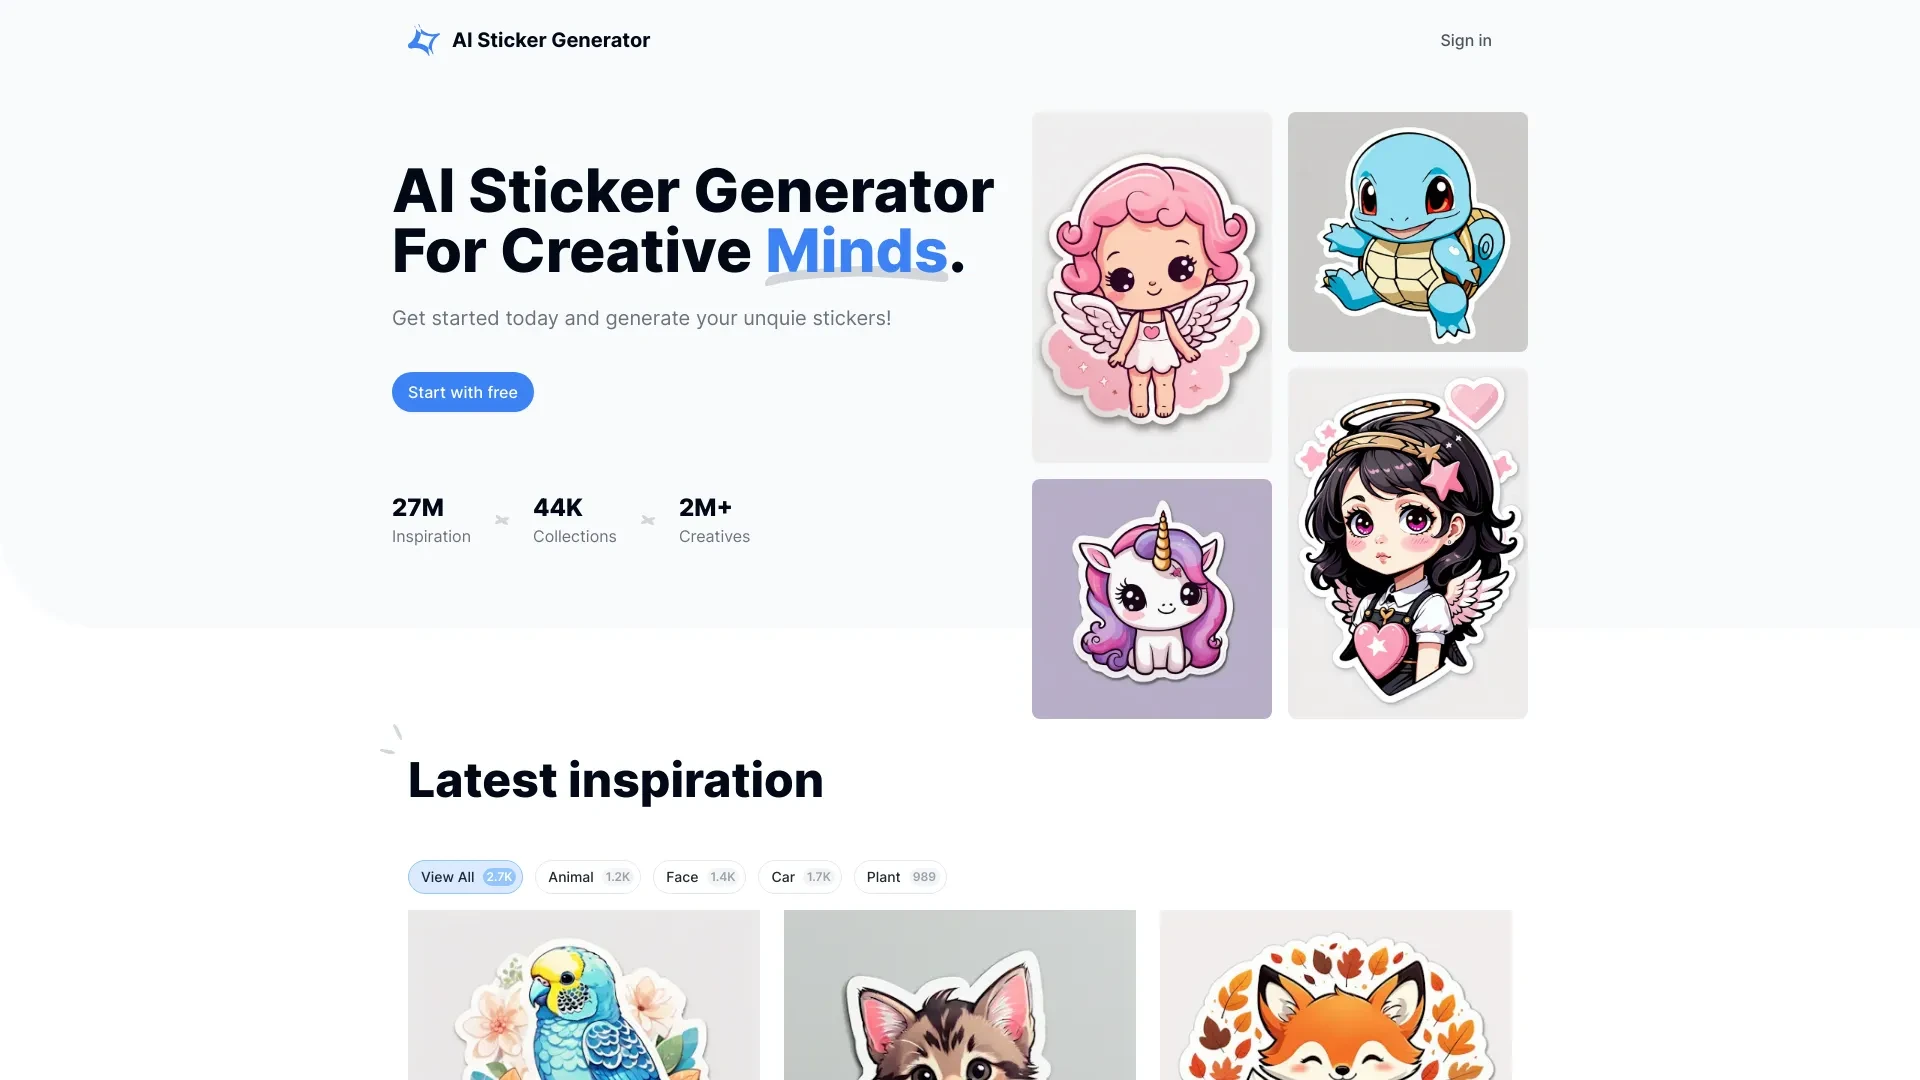 AI Sticker Generator
Sign in
AI Sticker Generator
For Creative Minds.
Get started today and generate your unquie stickers!
Start with free
27M
Inspiration
44K
Collections
2M+
Creatives
Latest inspiration
View All 2.7K
Animal 1.2K
Face 1.4K
Car 1.7K
Plant 989